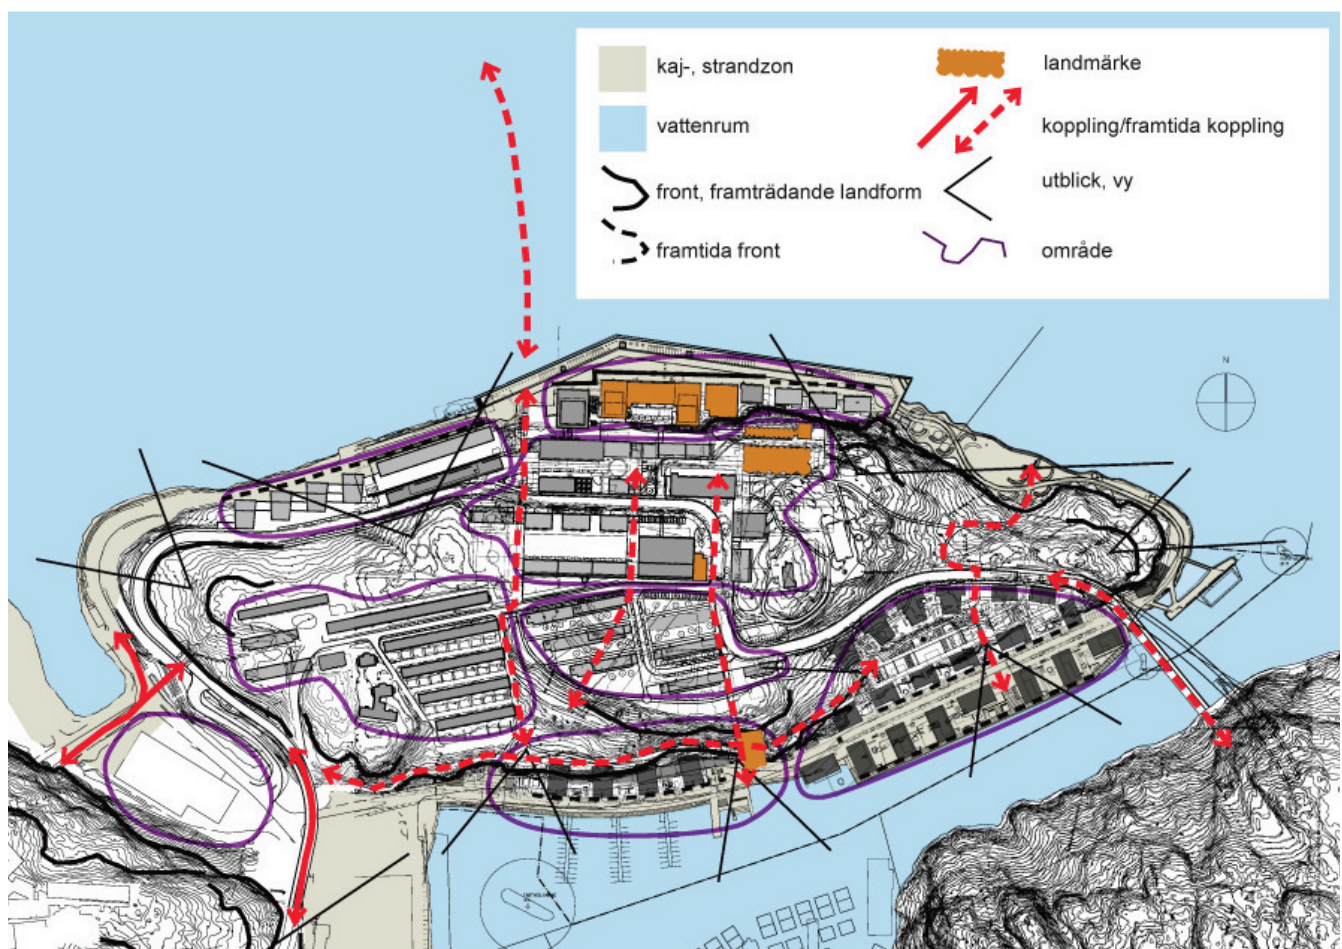 kaj-, strandzon
landmärke
vattenrum
koppling/framtida koppling
front, framträdande landform
utblick, vy
framtida front
område
N